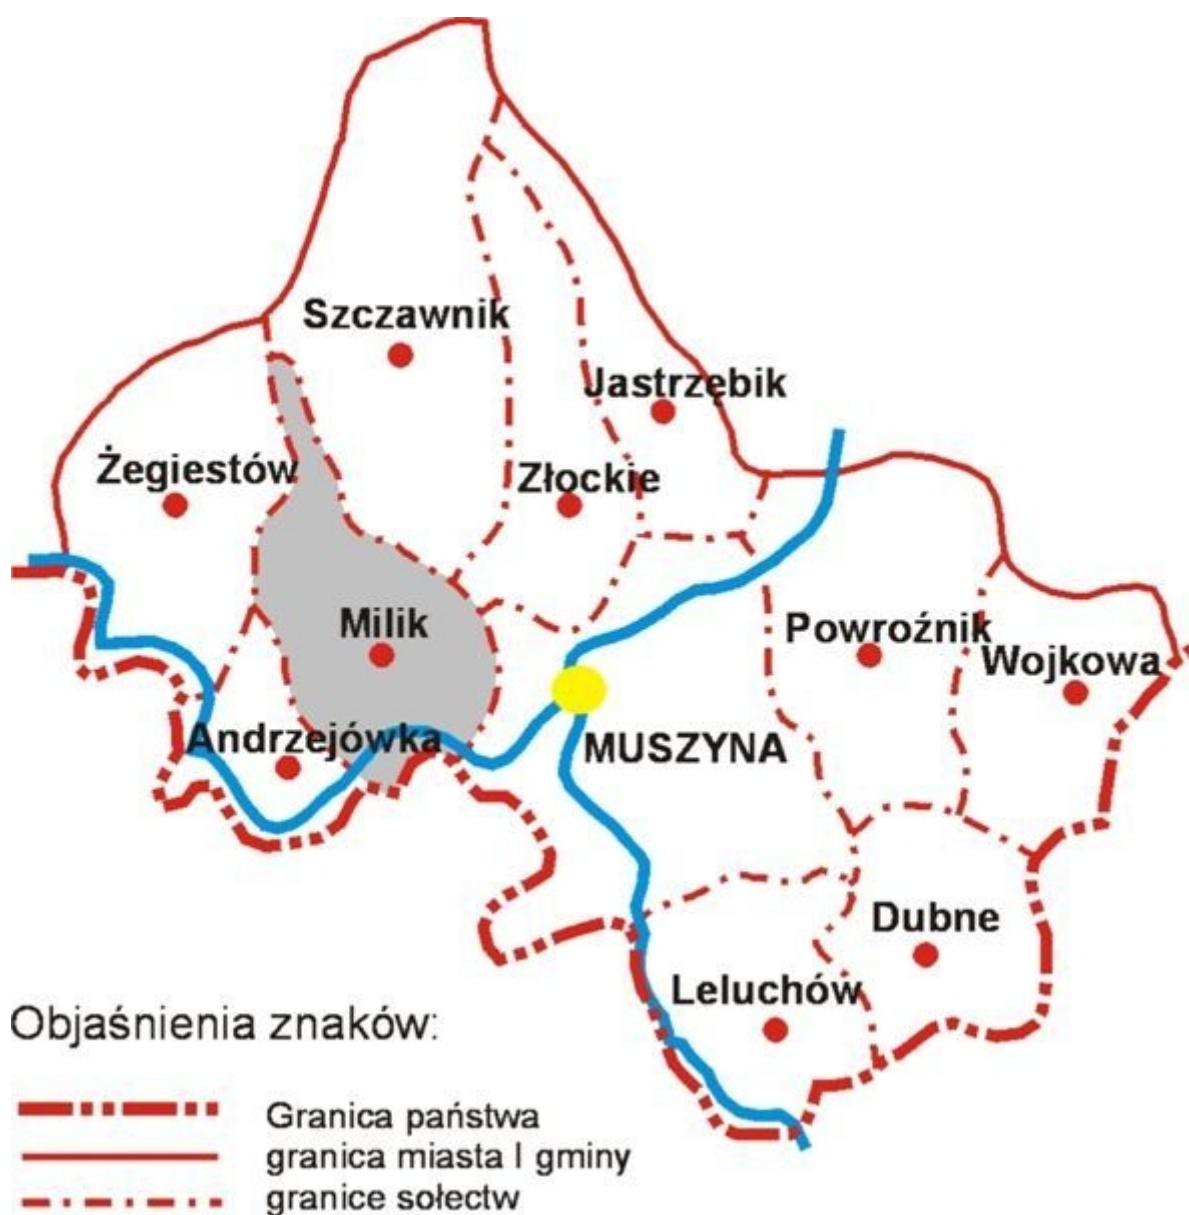 Szczawnik
Jastrzębik
Żegiestów
Złockie
Milik
Powroźnik
Wojkowa
Andrzejówka
MUSZYNA
Dubne
Leluchów
Objaśnienia znaków:
Granica państwa
granica miasta I gminy
granice sołectw